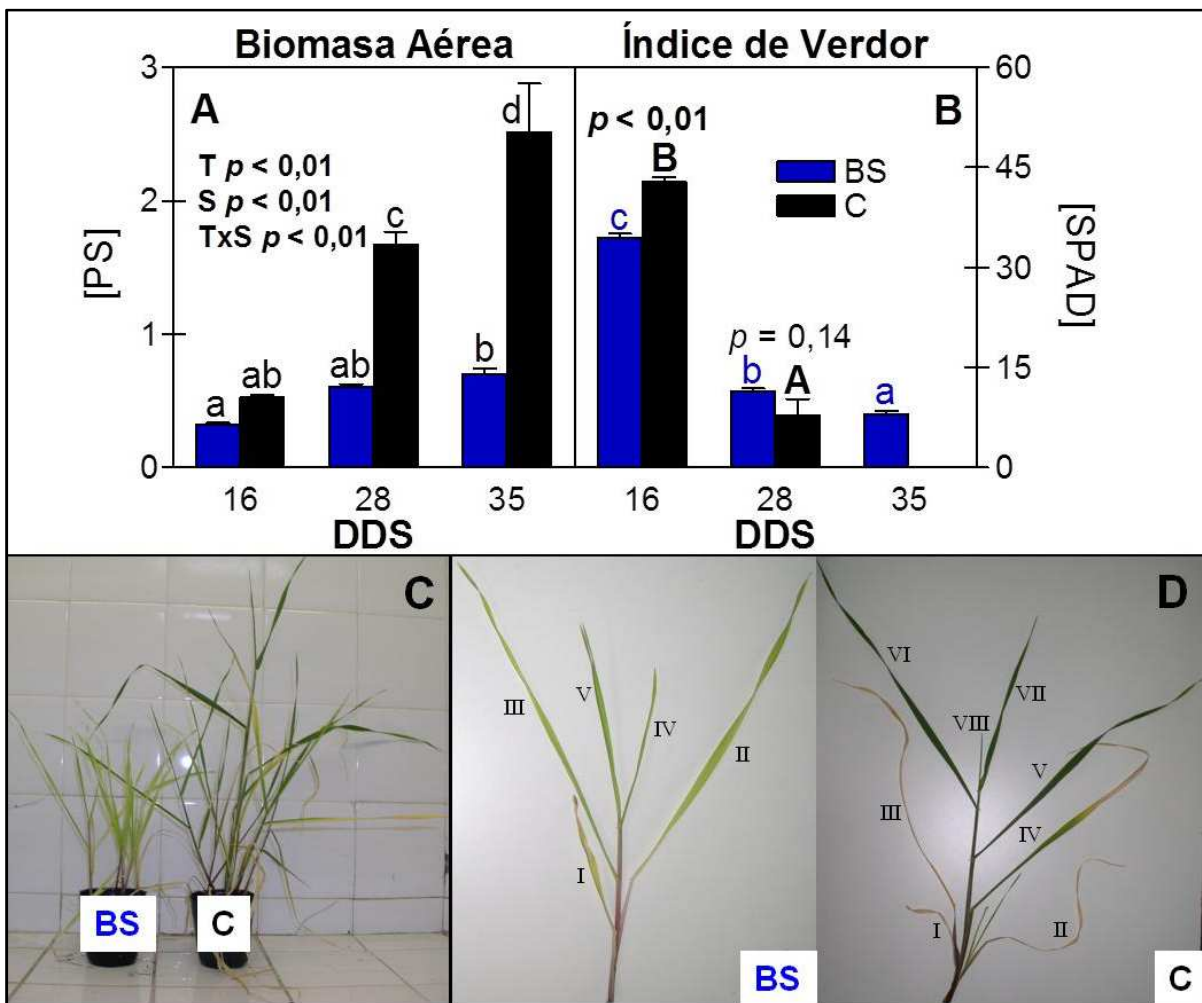 Biomasa Aérea
Índice de Verdor
3
2
1
0
[PS]
A
T p < 0,01
S p < 0,01
TxS p < 0,01
a
ab
ab
c
b
d
16
28
35
DDS
B
p < 0,01
BS
C
c
B
p = 0,14
b
A
a
60
45
30
15
0
[SPAD]
16
28
35
DDS
C
BS
C
III
V
IV
II
I
BS
D
VI
VII
VIII
V
III
IV
I
II
C